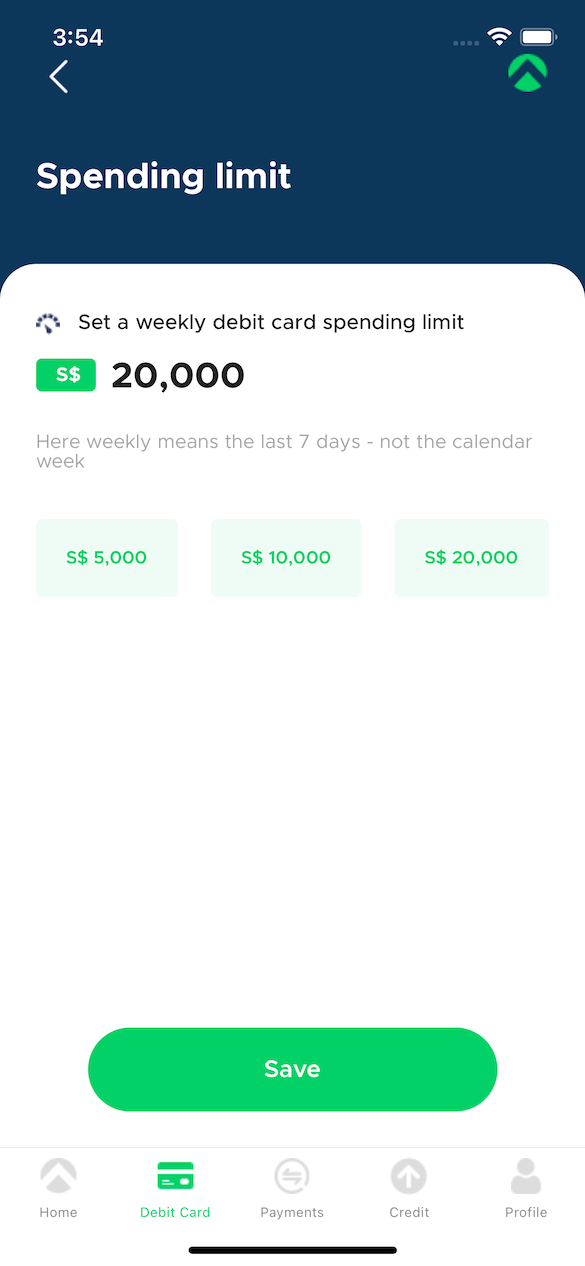 3:54
Spending limit
Set a weekly debit card spending limit
S$ 20,000
Here weekly means the last 7 days - not the calendar
week
S$ 5,000 S$ 10,000 S$ 20,000
Save
Home Debit Card Payments Credit Profile